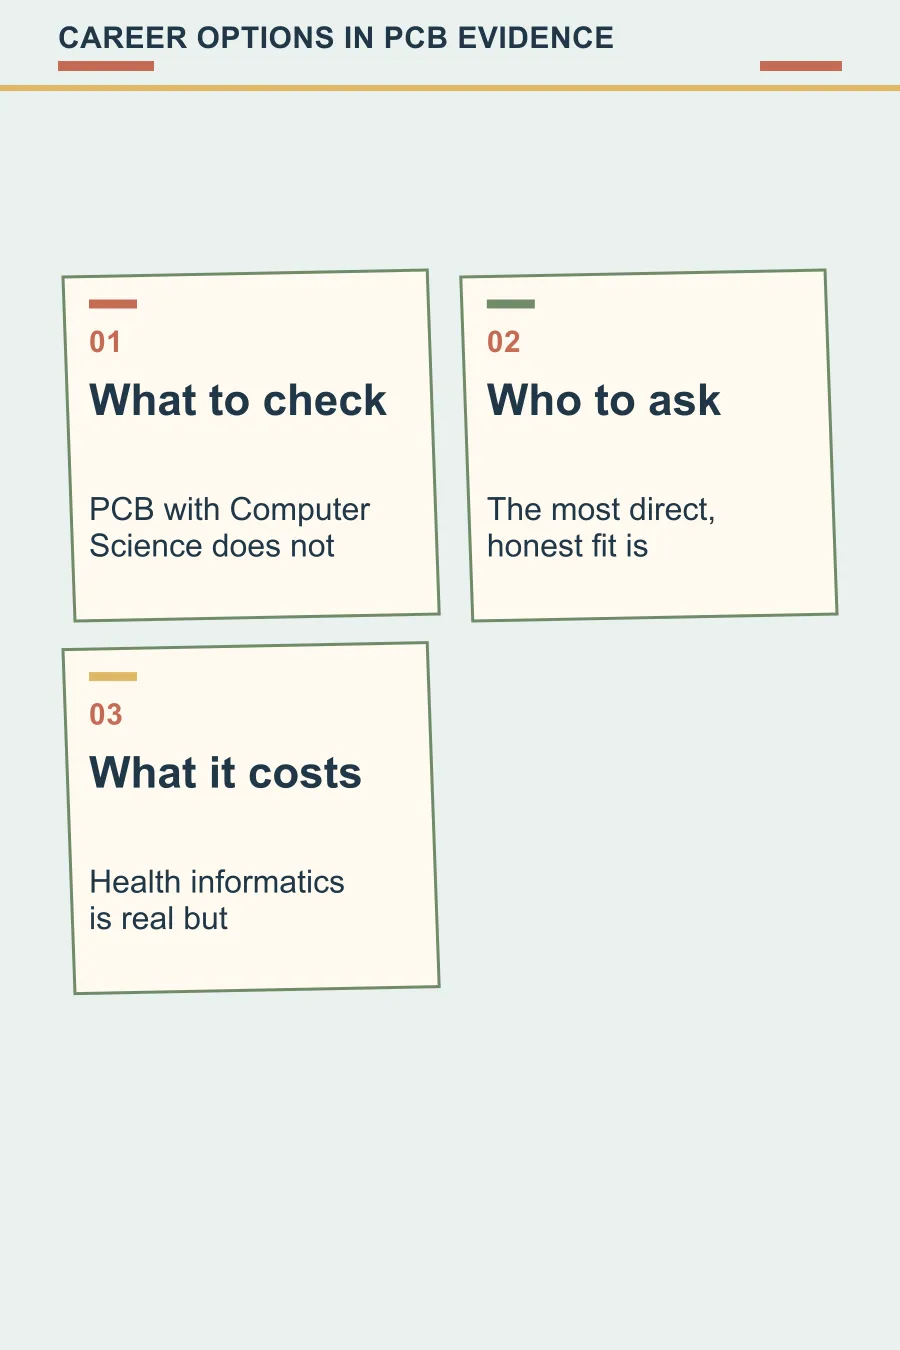 CAREER OPTIONS IN PCB EVIDENCE
01
What to check
PCB with Computer
Science does not
02
Who to ask
The most direct,
honest fit is
03
What it costs
Health informatics
is real but